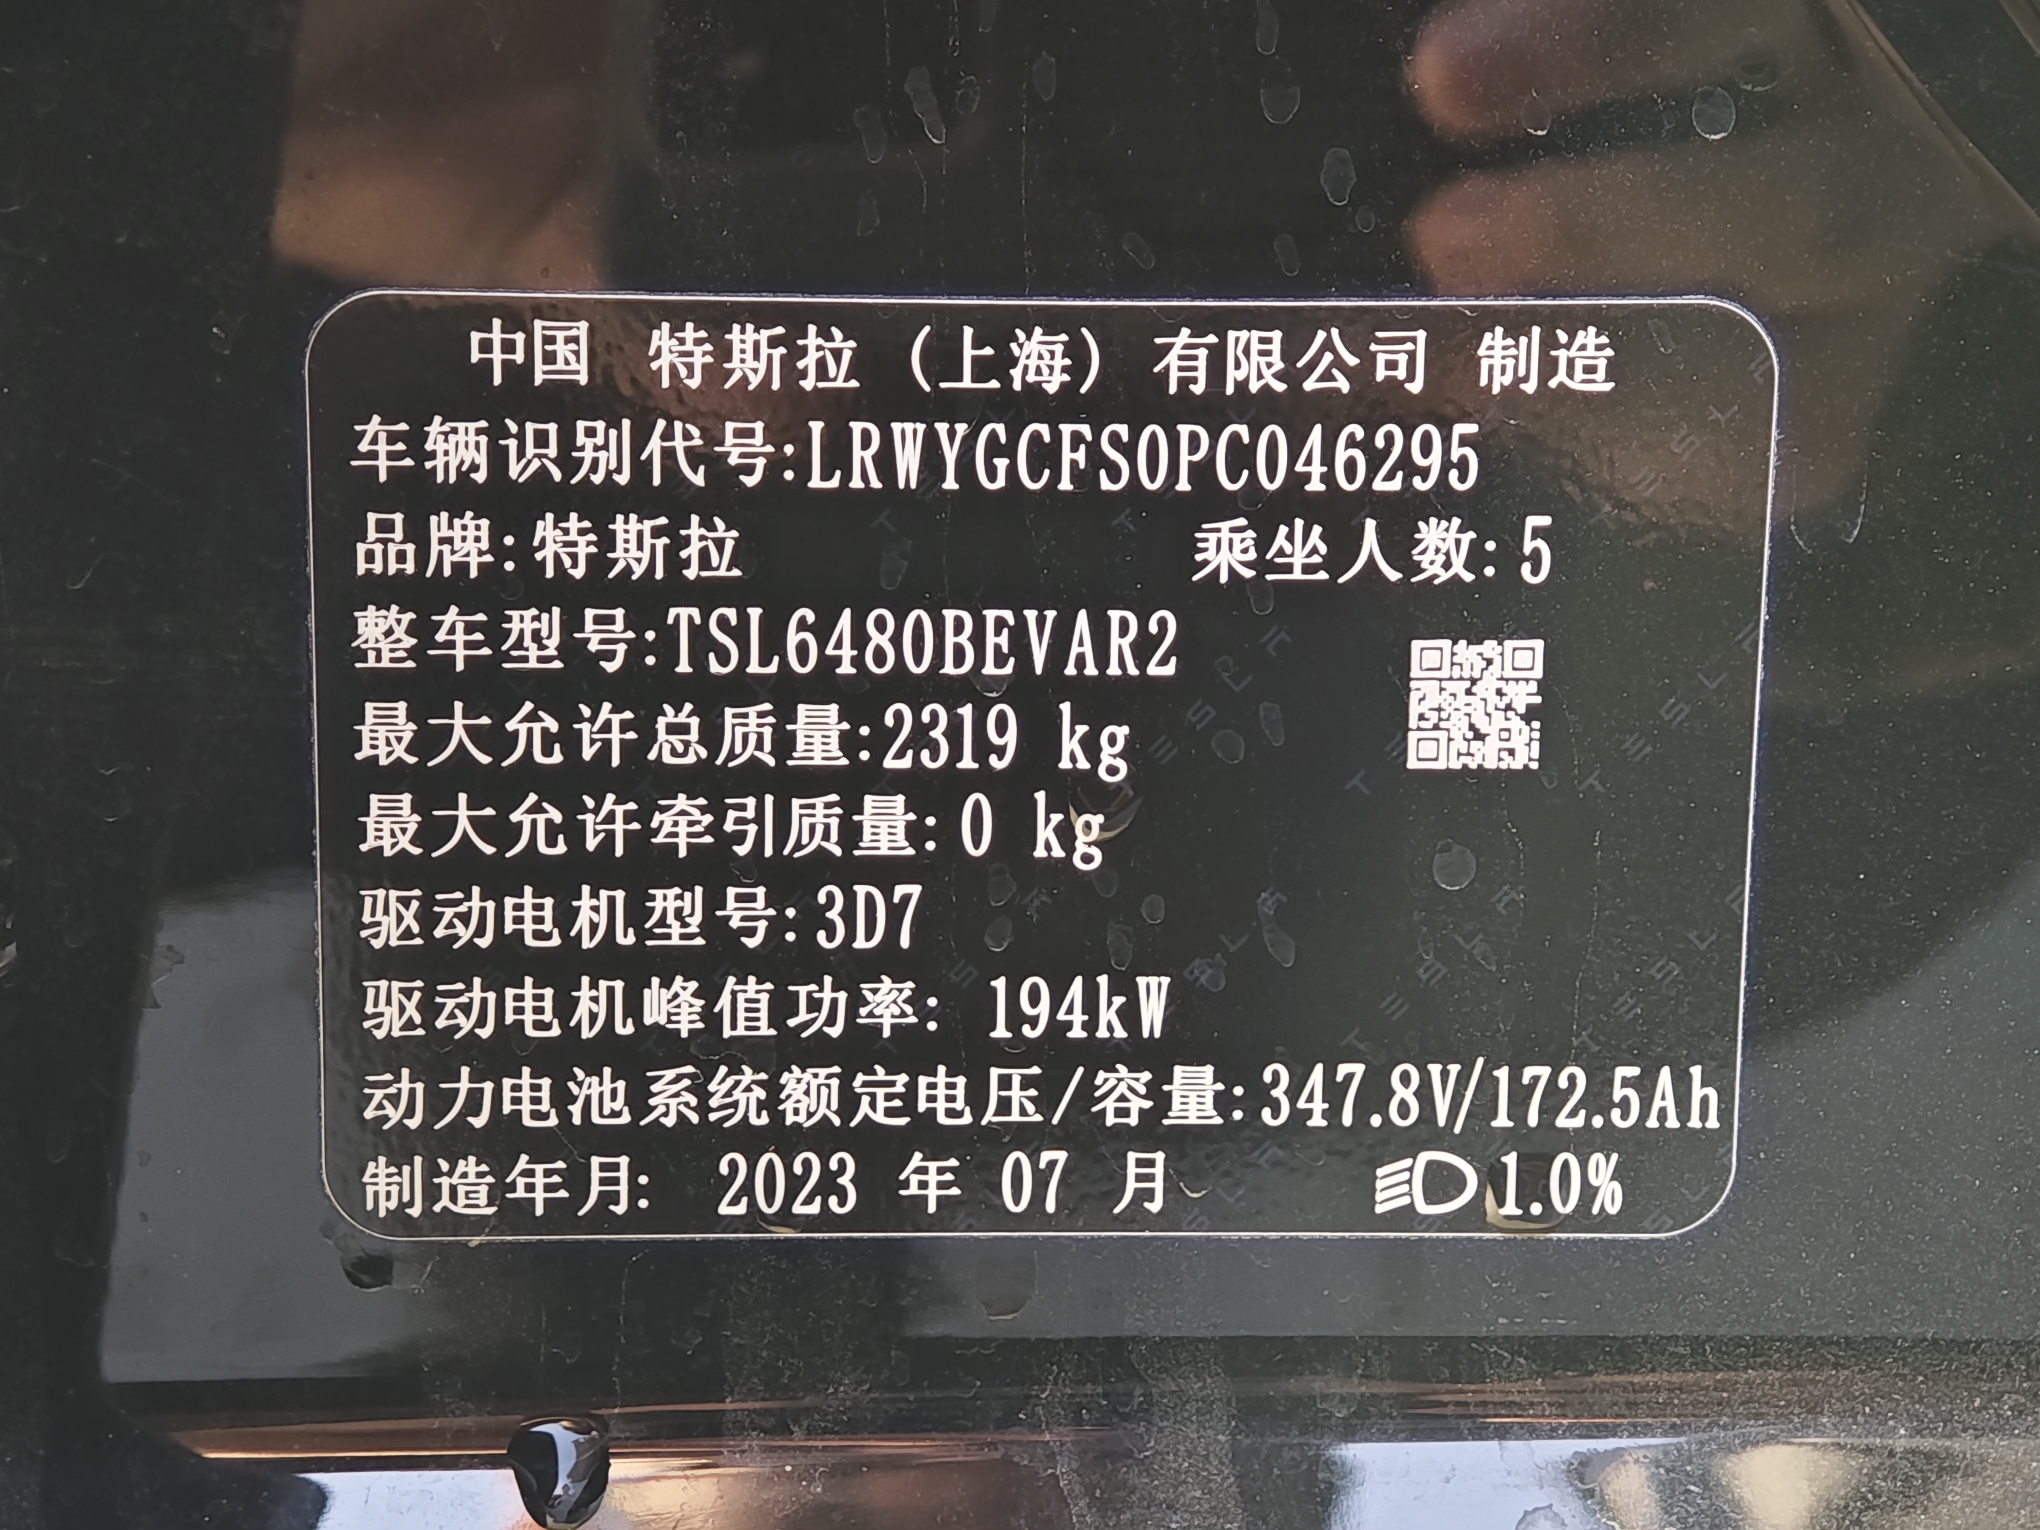 中国 特斯拉 (上海) 有限公司 制造
车辆识别代号:LRWYGCFS0PC046295
品牌:特斯拉 乘坐人数:5
整车型号:TSL6480BEVAR2
最大允许总质量:2319 kg
最大允许牵引质量:0 kg
驱动电机型号:3D7
驱动电机峰值功率: 194kW
动力电池系统额定电压/容量:347.8V/172.5Ah
制造年月: 2023 年 07 月 1.0%